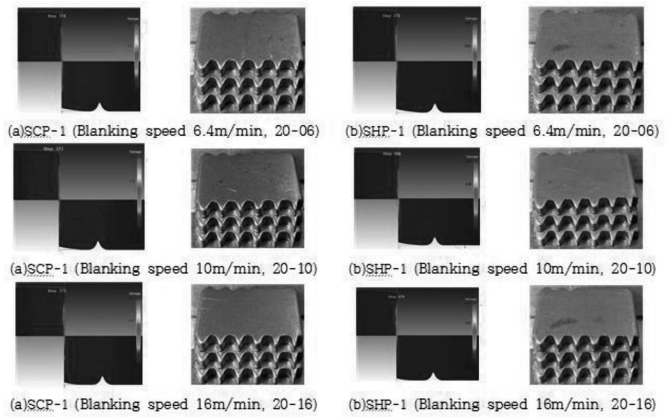 (a)SCP-1 (Blanking speed 6.4m/min, 20-06)
(b)SHP-1 (Blanking speed 6.4m/min, 20-06)
(a)SCP-1 (Blanking speed 10m/min, 20-10)
(b)SHP-1 (Blanking speed 10m/min, 20-10)
(a)SCP-1 (Blanking speed 16m/min, 20-16)
(b)SHP-1 (Blanking speed 16m/min, 20-16)